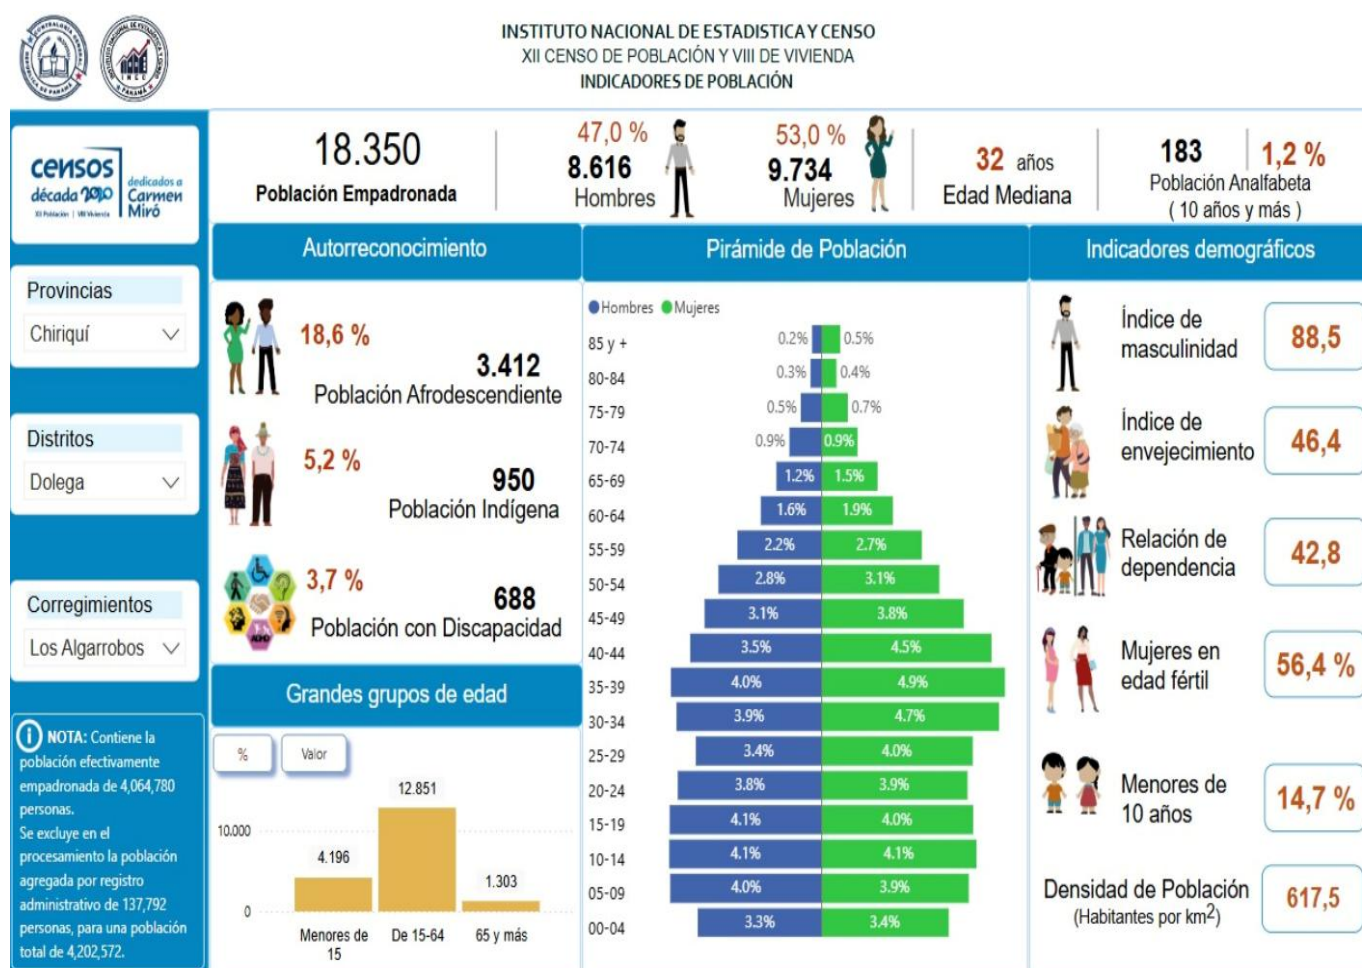 INSTITUTO NACIONAL DE ESTADISTICA Y CENSO
XII CENSO DE POBLACIÓN Y VIII DE VIVIENDA
INDICADORES DE POBLACIÓN
censos
década 2010
XII Población | VIII Vivienda
dedicados a
Carmen
Miró
18.350
Población Empadronada
47,0 %
8.616
Hombres
53,0 %
9.734
Mujeres
32 años
Edad Mediana
183
1,2 %
Población Analfabeta
( 10 años y más )
Provincias
Chiriquí
Distritos
Dolega
Corregimientos
Los Algarrobos
NOTA: Contiene la
población efectivamente
empadronada de 4,064,780
personas.
Se excluye en el
procesamiento la población
agregada por registro
administrativo de 137,792
personas, para una población
total de 4,202,572.
Autorreconocimiento
18,6 %
3.412
Población Afrodescendiente
5,2 %
950
Población Indígena
3,7 %
688
Población con Discapacidad
Grandes grupos de edad
%
Valor
10.000
0
4.196
12.851
1.303
Menores de
15
De 15-64
65 y más
Pirámide de Población
Hombres Mujeres
85 y + 0.2% 0.5%
80-84 0.3% 0.4%
75-79 0.5% 0.7%
70-74 0.9% 0.9%
65-69 1.2% 1.5%
60-64 1.6% 1.9%
55-59 2.2% 2.7%
50-54 2.8% 3.1%
45-49 3.1% 3.8%
40-44 3.5% 4.5%
35-39 4.0% 4.9%
30-34 3.9% 4.7%
25-29 3.4% 4.0%
20-24 3.8% 3.9%
15-19 4.1% 4.0%
10-14 4.1% 4.1%
05-09 4.0% 3.9%
00-04 3.3% 3.4%
Indicadores demográficos
Índice de
masculinidad
88,5
Índice de
envejecimiento
46,4
Relación de
dependencia
42,8
Mujeres en
edad fértil
56,4 %
Menores de
10 años
14,7 %
Densidad de Población
(Habitantes por km2)
617,5